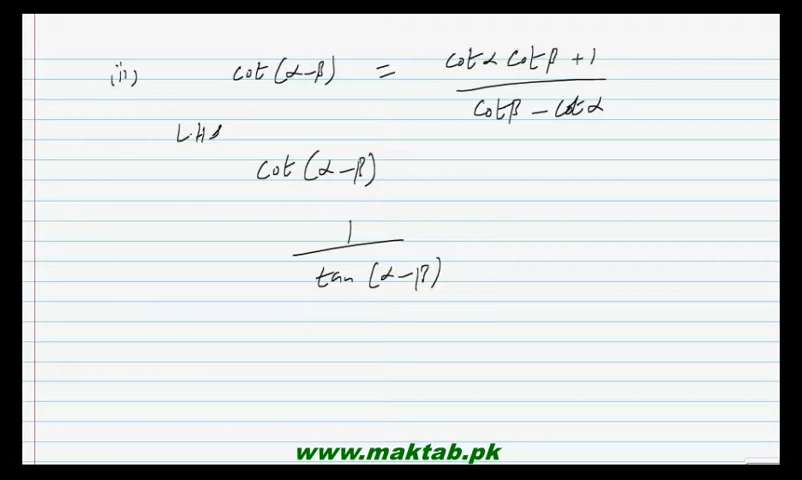 (ii) cot (α-β) = cotα cotβ + 1 / cotβ - cotα
L.H.S
cot (α-β)
1 / tan (α-β)
www.maktab.pk